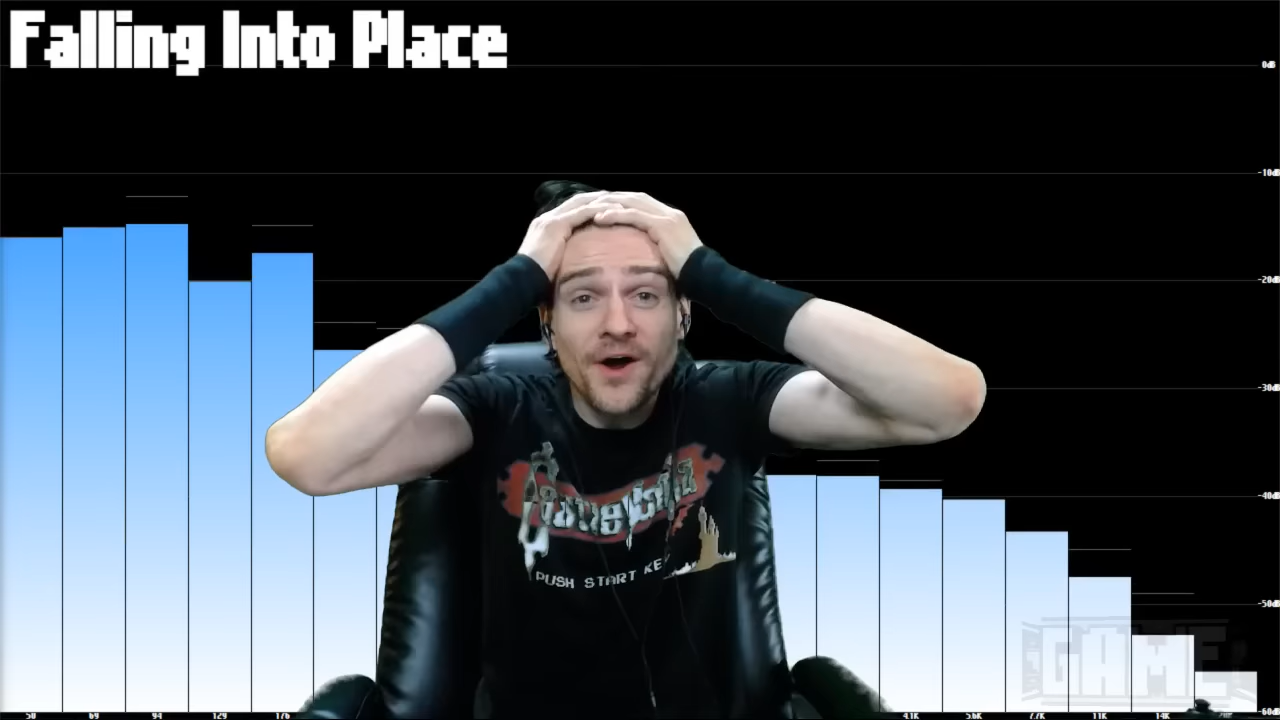 Falling Into Place
0dB
-10dB
-20dB
-30dB
-40dB
-50dB
-60dB
PUSH START KE
GAME
50 69 94 129 176 4.1K 5.6K 7.7K 11K 14K